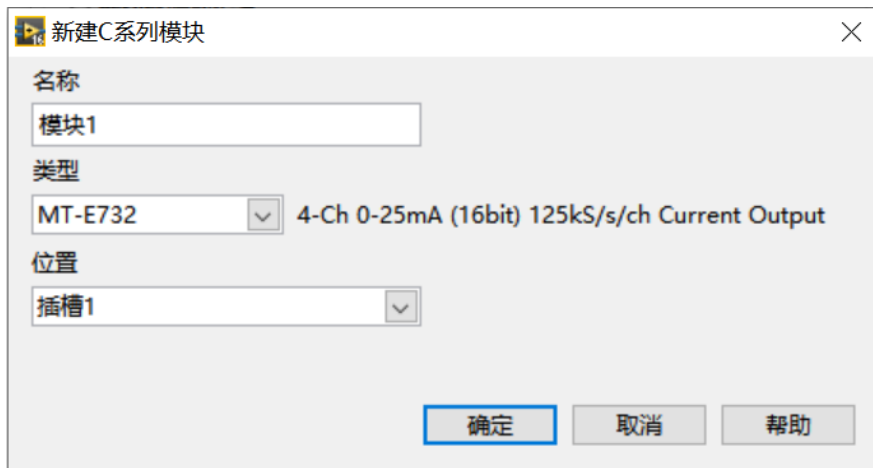 新建C系列模块
名称
模块1
类型
MT-E732 4-Ch 0-25mA (16bit) 125kS/s/ch Current Output
位置
插槽1
确定 取消 帮助